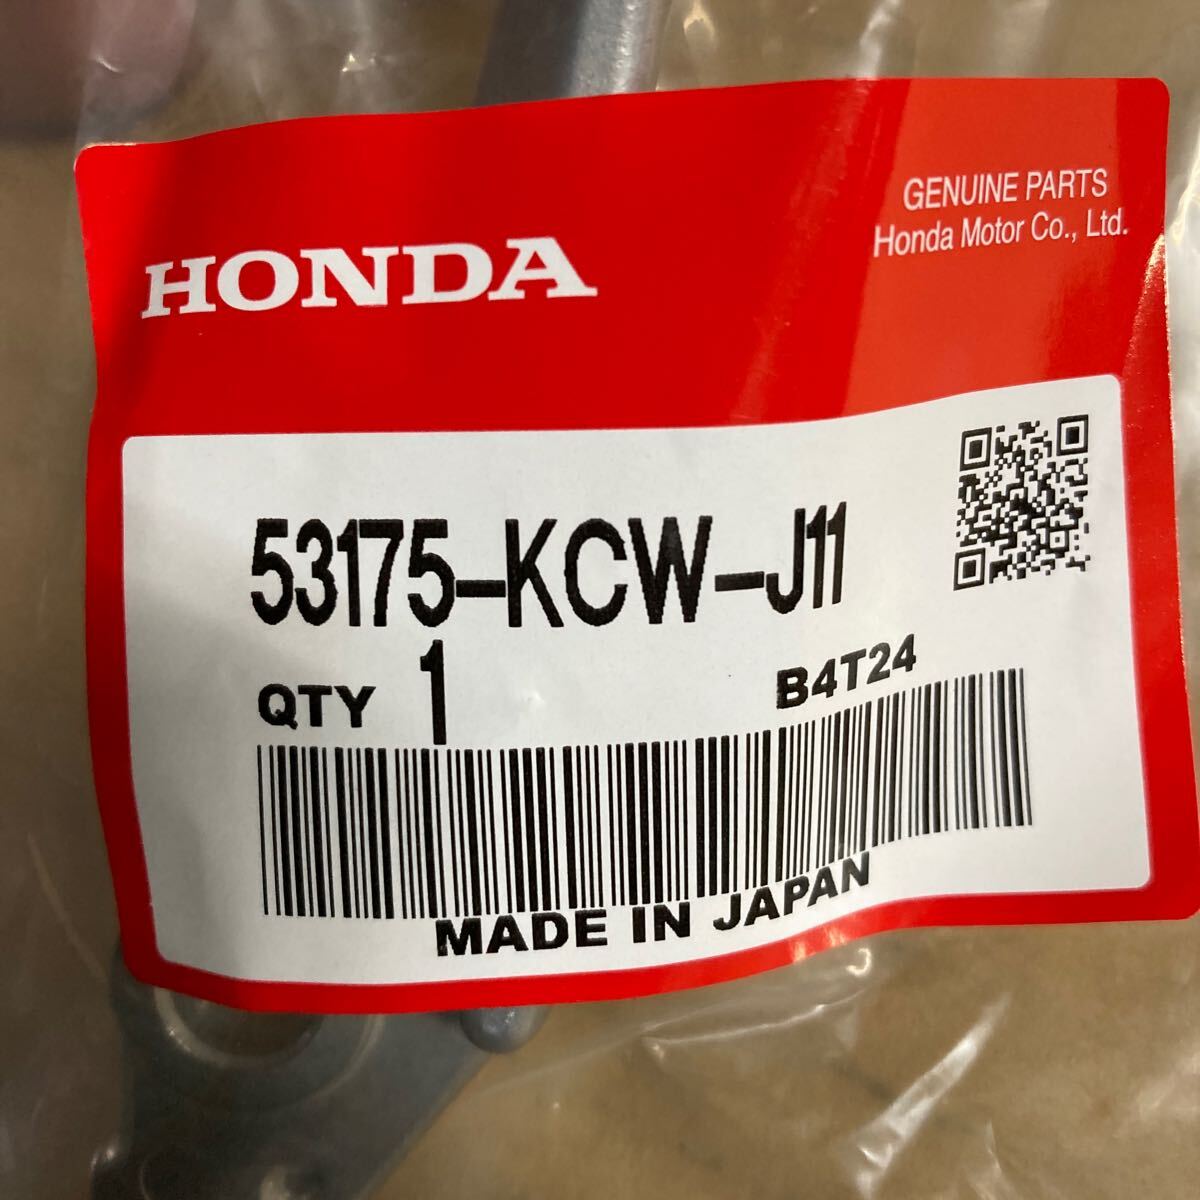 GENUINE PARTS
Honda Motor Co., Ltd.
HONDA
53175-KCW-J11
QTY 1
B4T24
MADE IN JAPAN